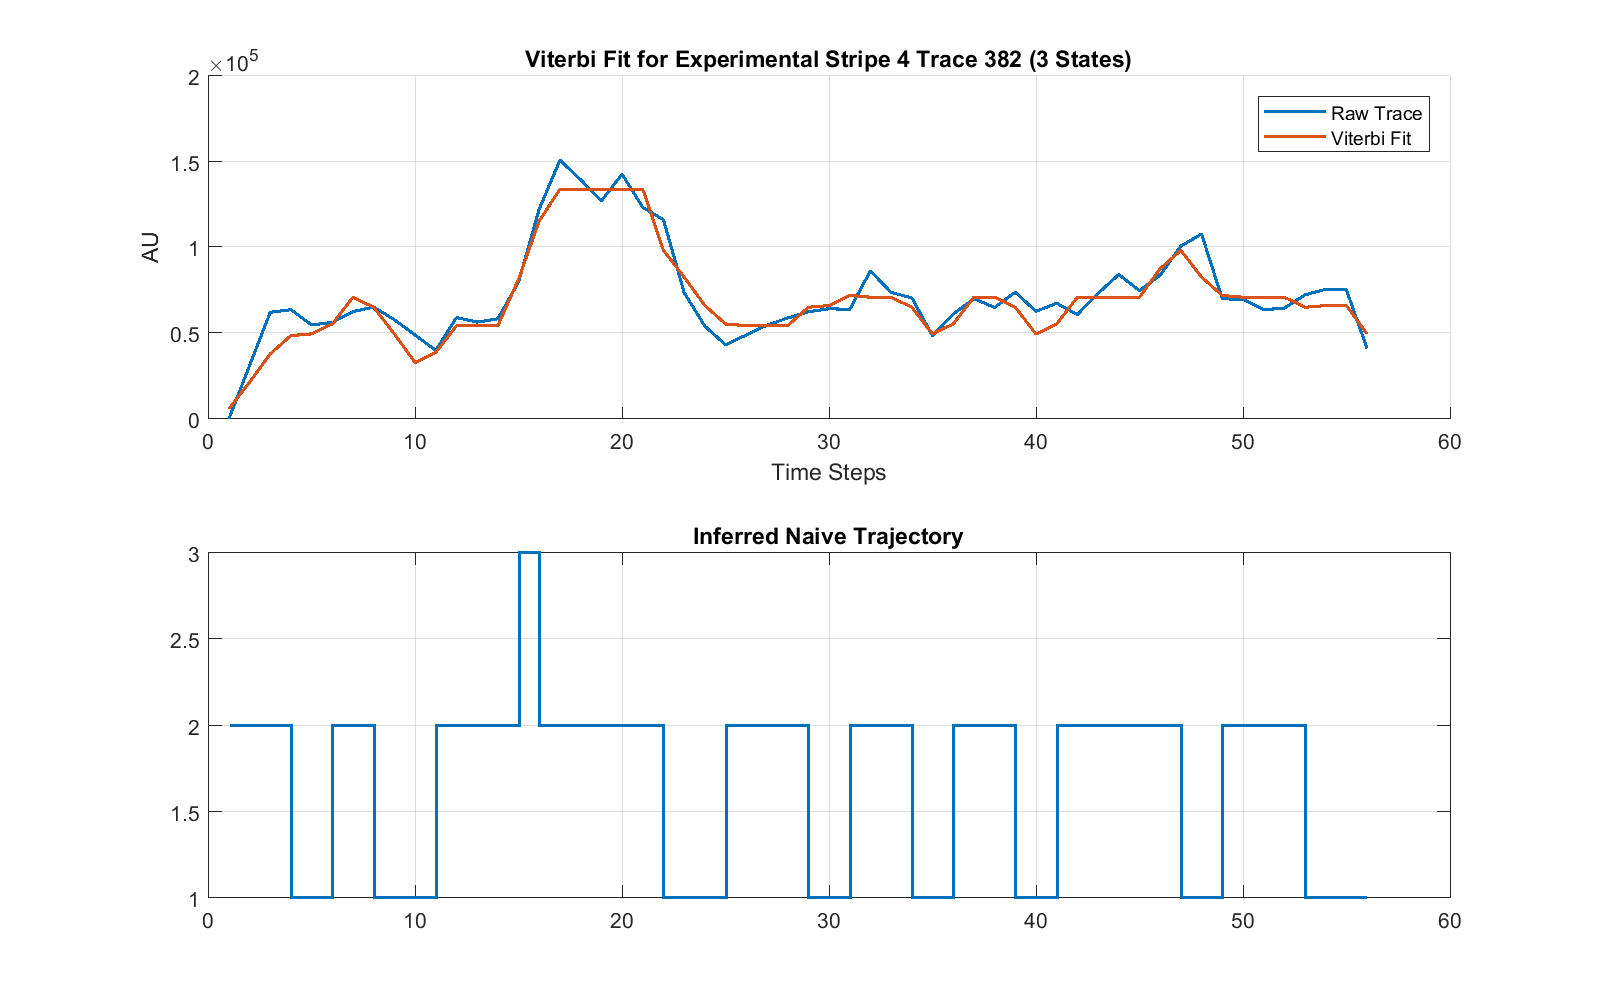 Viterbi Fit for Experimental Stripe 4 Trace 382 (3 States)
×10^5
2
1.5
1
0.5
0
AU
Raw Trace
Viterbi Fit
0 10 20 30 40 50 60
Time Steps
Inferred Naive Trajectory
3
2.5
2
1.5
1
0 10 20 30 40 50 60